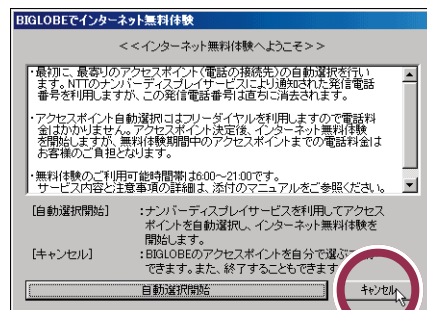 BIGLOBEでインターネット無料体験
<<インターネット無料体験へようこそ>>
・最初に、最寄りのアクセスポイント(電話の接続先)の自動選択を行い
ます。NTTのナンバーディスプレイサービスにより通知された発信電話
番号を利用しますが、この発信電話番号は直ちに消去されます。
・アクセスポイント自動選択にはフリーダイヤルを利用しますので電話料
金はかかりません。アクセスポイント決定後、インターネット無料体験
を開始しますが、無料体験期間中のアクセスポイントまでの電話料金は
お客様のご負担となります。
・無料体験のご利用可能時間帯は6:00～21:00です。
サービス内容と注意事項の詳細は、添付のマニュアルをご参照ください。
[自動選択開始] :ナンバーディスプレイサービスを利用してアクセス
ポイントを自動選択し、インターネット無料体験を
開始します。
[キャンセル] :BIGLOBEのアクセスポイントを自分で選ぶ
できます。また、終了することもできます
自動選択開始
キャンセル